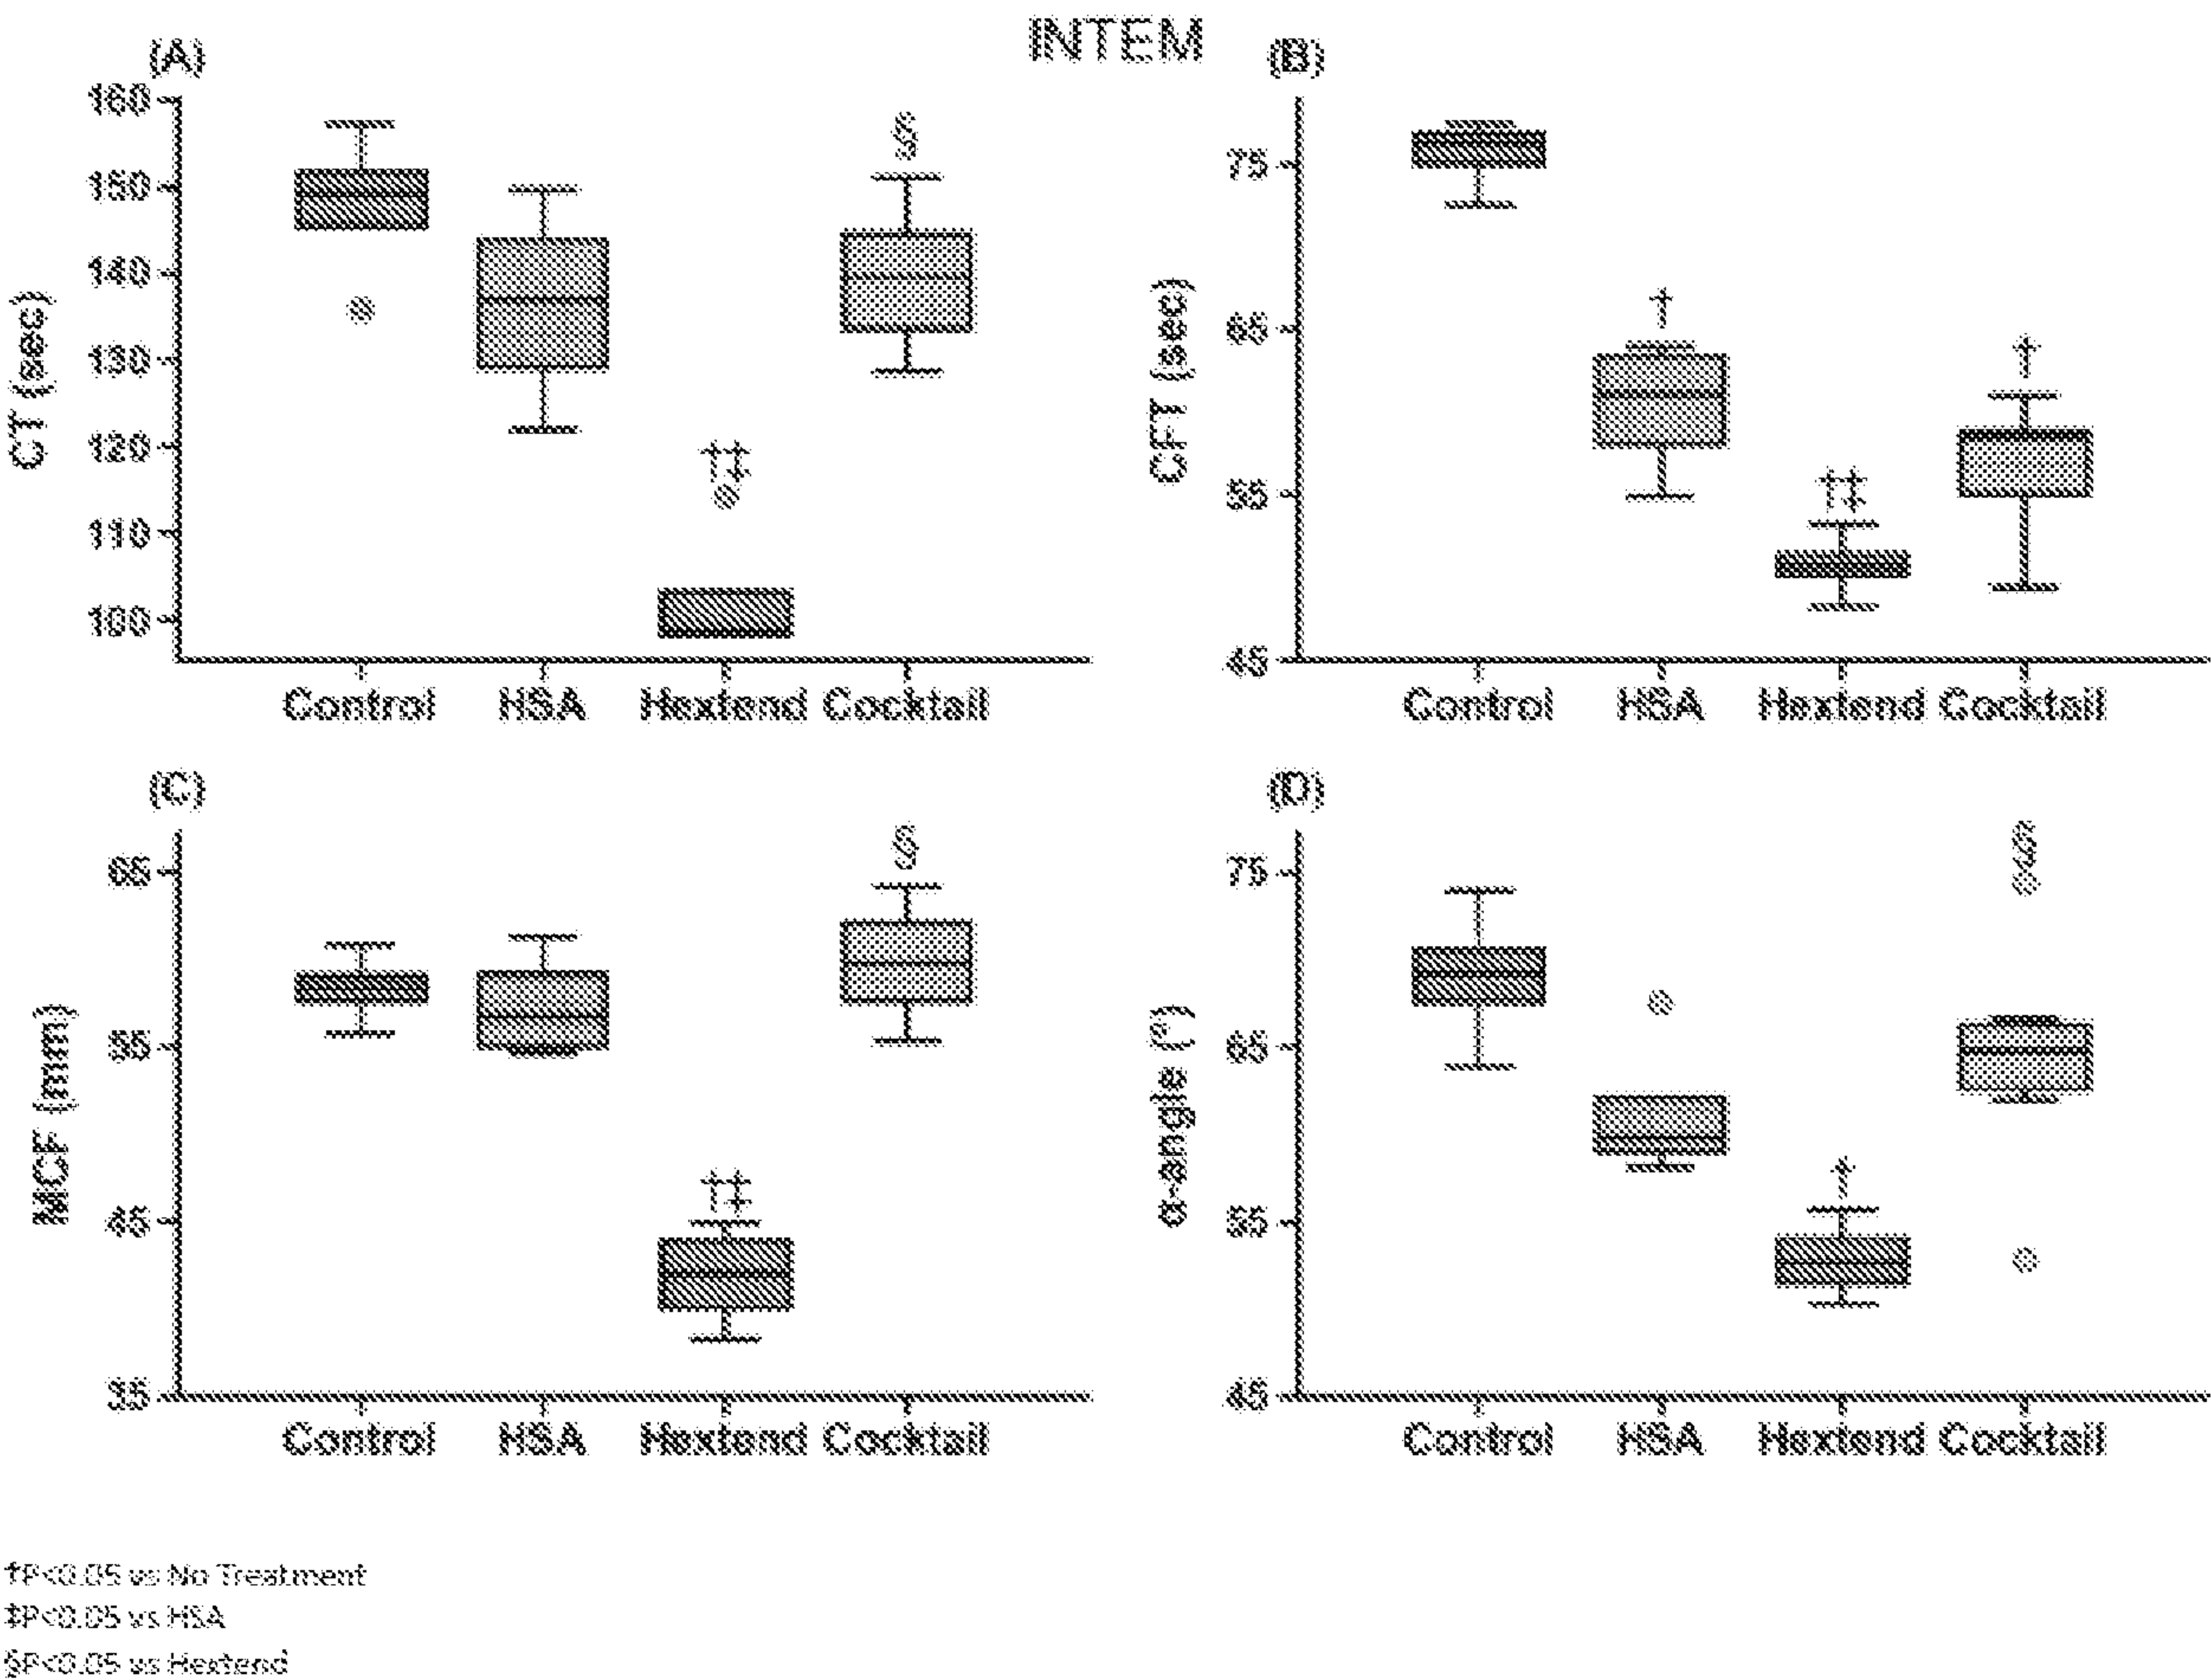 INTEM
(A)
160
150
140
130
120
110
100
CT (sec)
§
†‡
Control HSA Hextend Cocktail
(B)
75
65
55
45
CFT (sec)
†
†‡
†
Control HSA Hextend Cocktail
(C)
65
55
45
35
MCF (mm)
§
†‡
Control HSA Hextend Cocktail
(D)
75
65
55
45
α-angle (°)
§
†
Control HSA Hextend Cocktail
†P<0.05 vs No Treatment
‡P<0.05 vs HSA
§P<0.05 vs Hextend